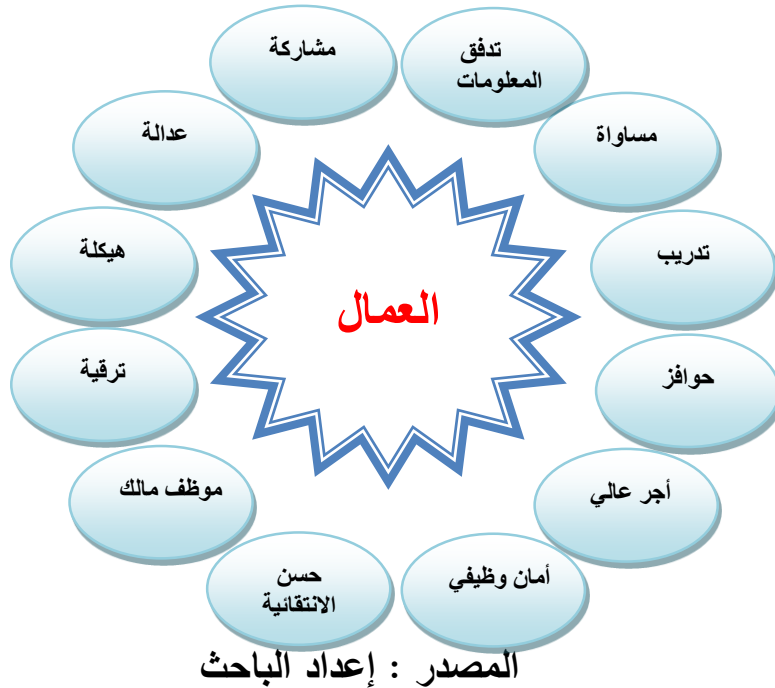 تدفق
المعلومات
مشاركة
مساواة
عدالة
تدريب
هيكلة
العمال
حوافز
ترقية
أجر عالي
موظف مالك
أمان وظيفي
حسن
الانتقائية
المصدر : إعداد الباحث